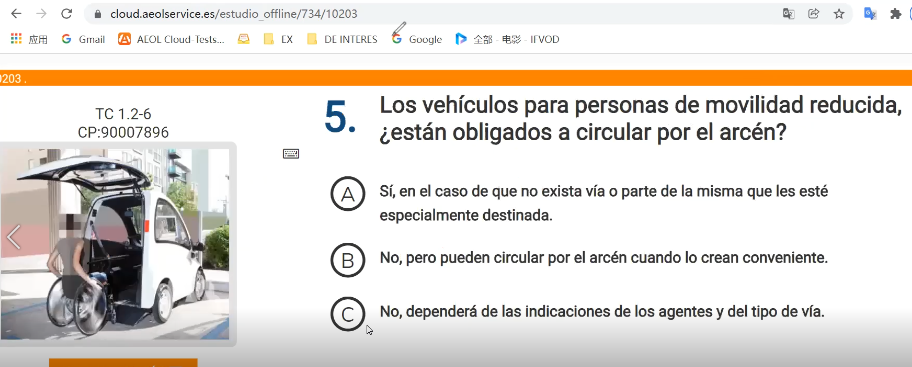 cloud.aeolservice.es/estudio_offline/734/10203
应用 Gmail AEOL Cloud-Tests... EX DE INTERES Google 全部 - 电影 - IFVOD
0203 .
TC 1.2-6
CP:90007896
5. Los vehículos para personas de movilidad reducida,
¿están obligados a circular por el arcén?
A Sí, en el caso de que no exista vía o parte de la misma que les esté
especialmente destinada.
B No, pero pueden circular por el arcén cuando lo crean conveniente.
C No, dependerá de las indicaciones de los agentes y del tipo de vía.